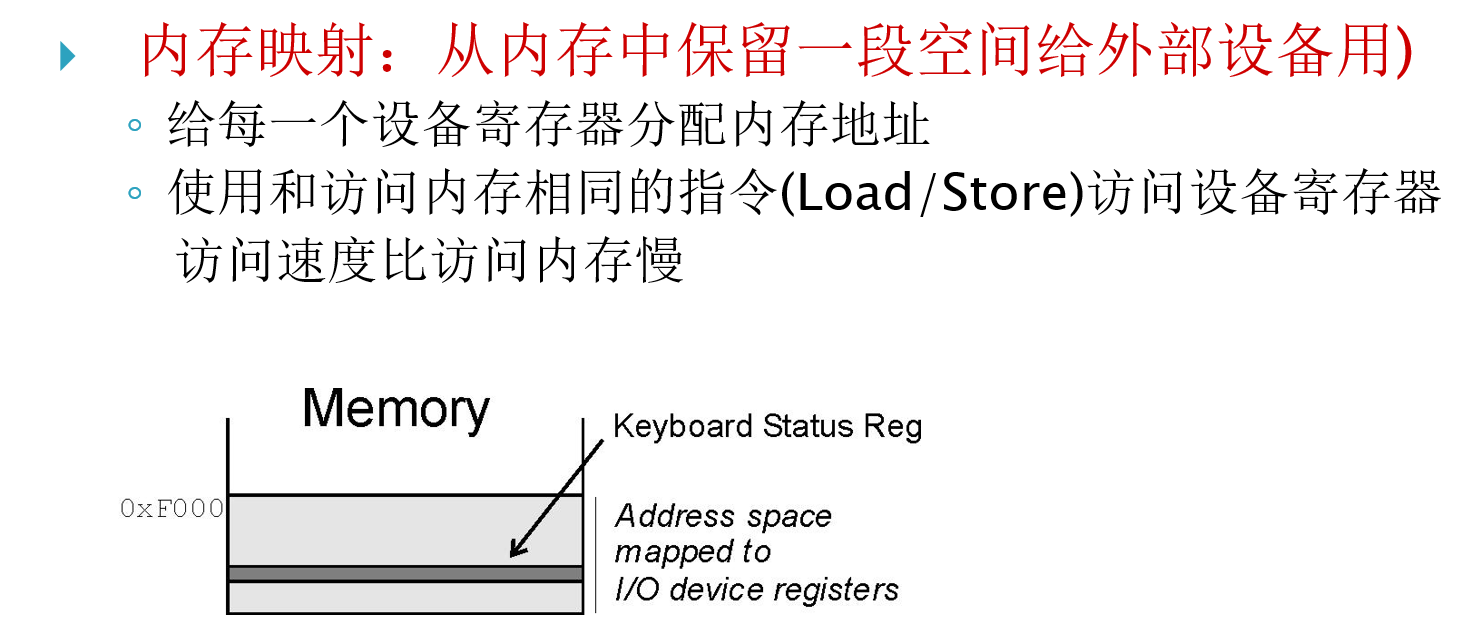 内存映射：从内存中保留一段空间给外部设备用)
给每一个设备寄存器分配内存地址
使用和访问内存相同的指令(Load/Store)访问设备寄存器
访问速度比访问内存慢
Memory
Keyboard Status Reg
0xF000
Address space
mapped to
I/O device registers